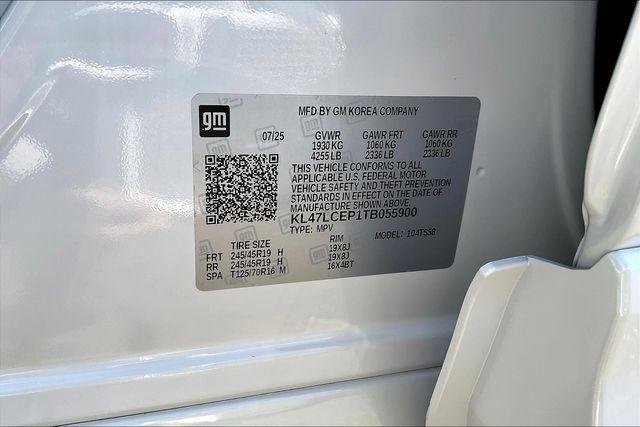 gm
MFD BY GM KOREA COMPANY
07/25 GVWR GAWR FRT GAWR RR
1930 KG 1060 KG 1060 KG
4255 LB 2336 LB 2336 LB
THIS VEHICLE CONFORMS TO ALL
APPLICABLE U.S. FEDERAL MOTOR
VEHICLE SAFETY AND THEFT PREVENTION
STANDARDS IN EFFECT ON THE DATE OF
MANUFACTURE SHOWN ABOVE.
KL47LCEP1TB055900
TYPE: MPV MODEL: 104TS58
TIRE SIZE RIM
FRT 245/45R19 H 19X8J
RR 245/45R19 H 19X8J
SPA T125/70R16 M 16X4BT